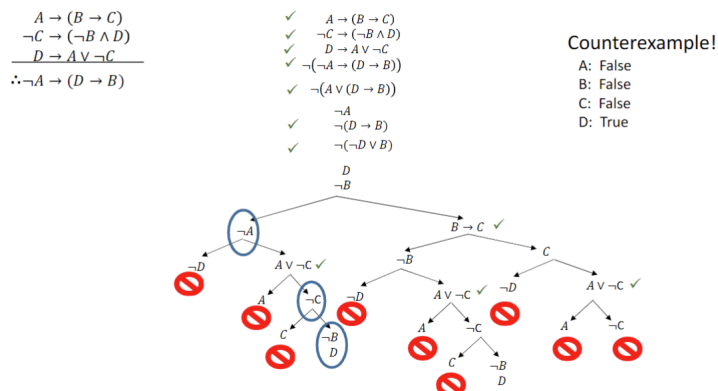 A → (B → C)
¬C → (¬B ∧ D)
D → A ∨ ¬C
∴¬A → (D → B)
✓ A → (B → C)
✓ ¬C → (¬B ∧ D)
✓ D → A ∨ ¬C
✓ ¬(¬A → (D → B))
✓ ¬(A ∨ (D → B))
¬A
✓ ¬(D → B)
✓ ¬(¬D ∨ B)
D
¬B
Counterexample!
A: False
B: False
C: False
D: True
¬A
B → C ✓
¬D
A ∨ ¬C ✓
¬B
C
A
¬C
¬D
A ∨ ¬C ✓
¬D
A ∨ ¬C ✓
C
¬B
D
A
¬C
A
¬C
C
¬B
D